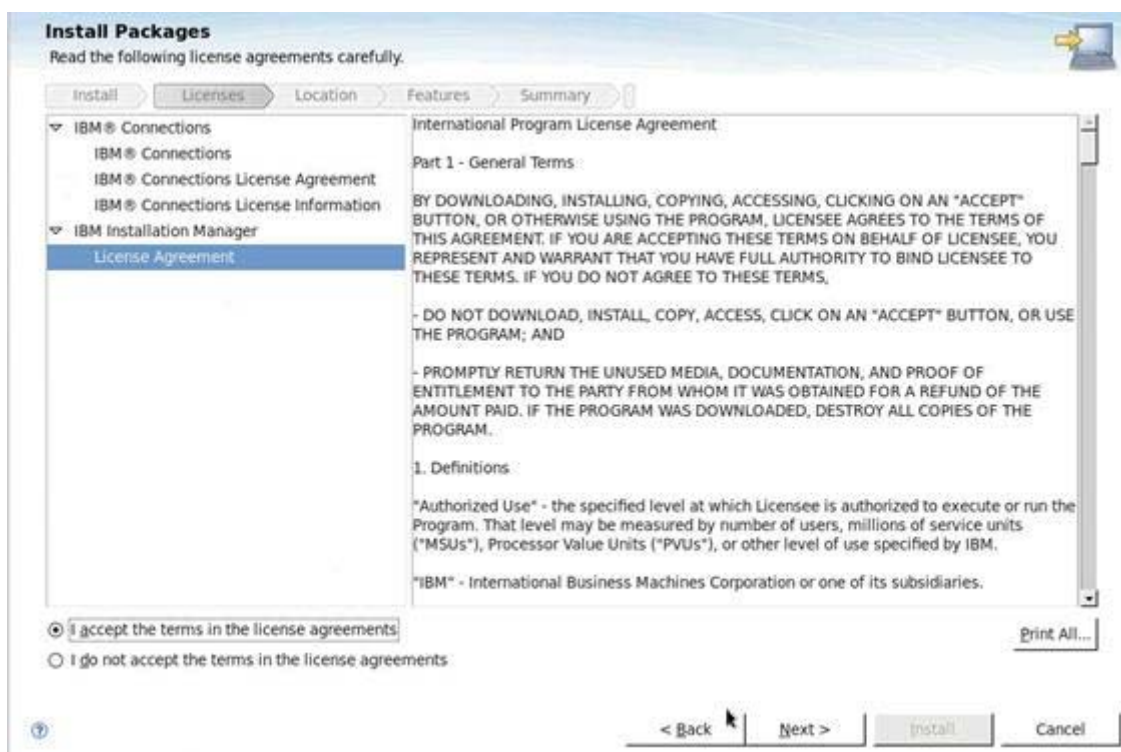 Install Packages
Read the following license agreements carefully.
Install
Licenses
Location
Features
Summary
IBM® Connections
IBM® Connections
IBM® Connections License Agreement
IBM® Connections License Information
IBM Installation Manager
License Agreement
International Program License Agreement
Part 1 - General Terms
BY DOWNLOADING, INSTALLING, COPYING, ACCESSING, CLICKING ON AN "ACCEPT"
BUTTON, OR OTHERWISE USING THE PROGRAM, LICENSEE AGREES TO THE TERMS OF
THIS AGREEMENT. IF YOU ARE ACCEPTING THESE TERMS ON BEHALF OF LICENSEE, YOU
REPRESENT AND WARRANT THAT YOU HAVE FULL AUTHORITY TO BIND LICENSEE TO
THESE TERMS. IF YOU DO NOT AGREE TO THESE TERMS,
- DO NOT DOWNLOAD, INSTALL, COPY, ACCESS, CLICK ON AN "ACCEPT" BUTTON, OR USE
THE PROGRAM; AND
- PROMPTLY RETURN THE UNUSED MEDIA, DOCUMENTATION, AND PROOF OF
ENTITLEMENT TO THE PARTY FROM WHOM IT WAS OBTAINED FOR A REFUND OF THE
AMOUNT PAID. IF THE PROGRAM WAS DOWNLOADED, DESTROY ALL COPIES OF THE
PROGRAM.
1. Definitions
"Authorized Use" - the specified level at which Licensee is authorized to execute or run the
Program. That level may be measured by number of users, millions of service units
("MSUs"), Processor Value Units ("PVUs"), or other level of use specified by IBM.
"IBM" - International Business Machines Corporation or one of its subsidiaries.
I accept the terms in the license agreements
Print All...
I do not accept the terms in the license agreements
?
< Back
Next >
Install
Cancel